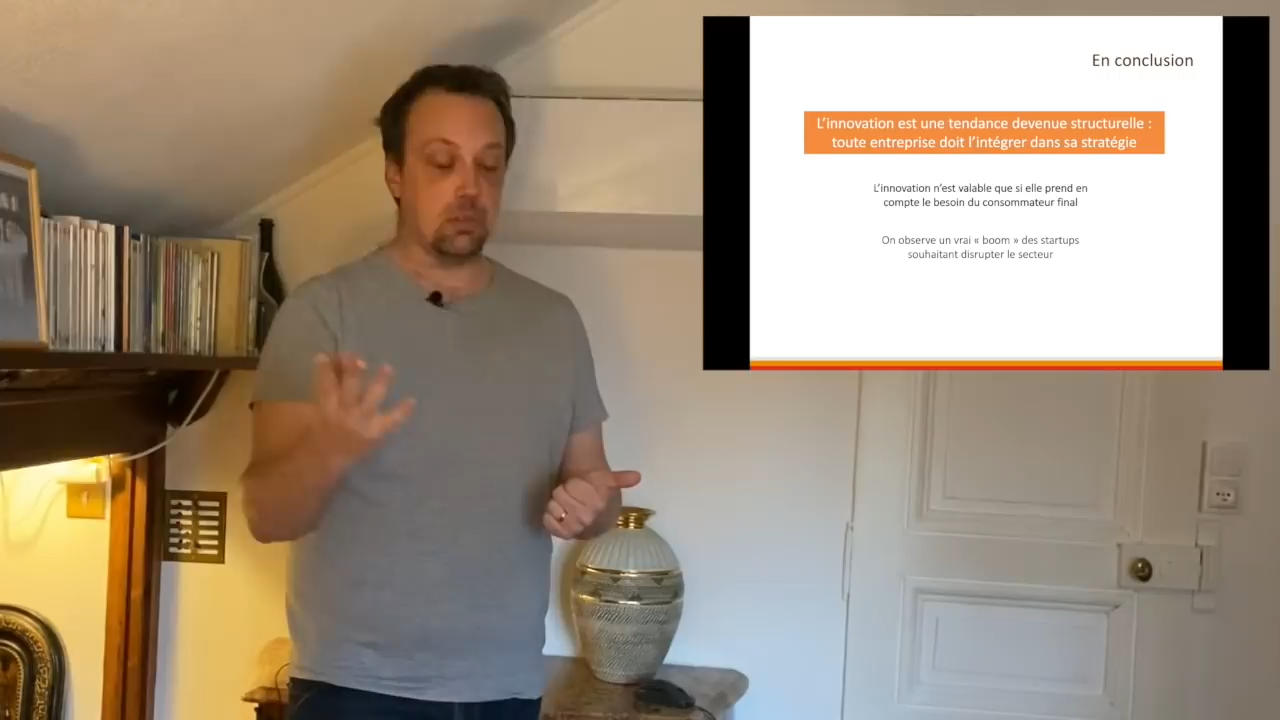 En conclusion
L'innovation est une tendance devenue structurelle :
toute entreprise doit l'intégrer dans sa stratégie
L'innovation n'est valable que si elle prend en
compte le besoin du consommateur final
On observe un vrai « boom » des startups
souhaitant disrupter le secteur